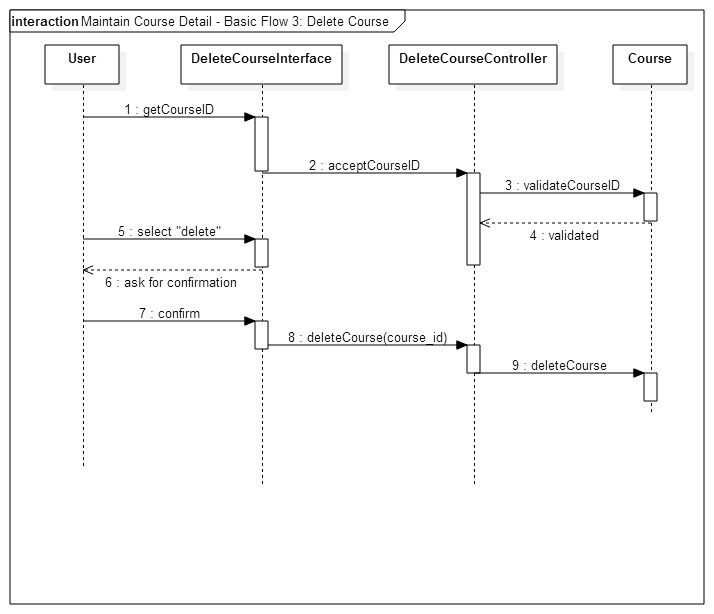 interaction Maintain Course Detail - Basic Flow 3: Delete Course
User
DeleteCourseInterface
DeleteCourseController
Course
1 : getCourseID
2 : acceptCourseID
3 : validateCourseID
4 : validated
5 : select "delete"
6 : ask for confirmation
7 : confirm
8 : deleteCourse(course_id)
9 : deleteCourse